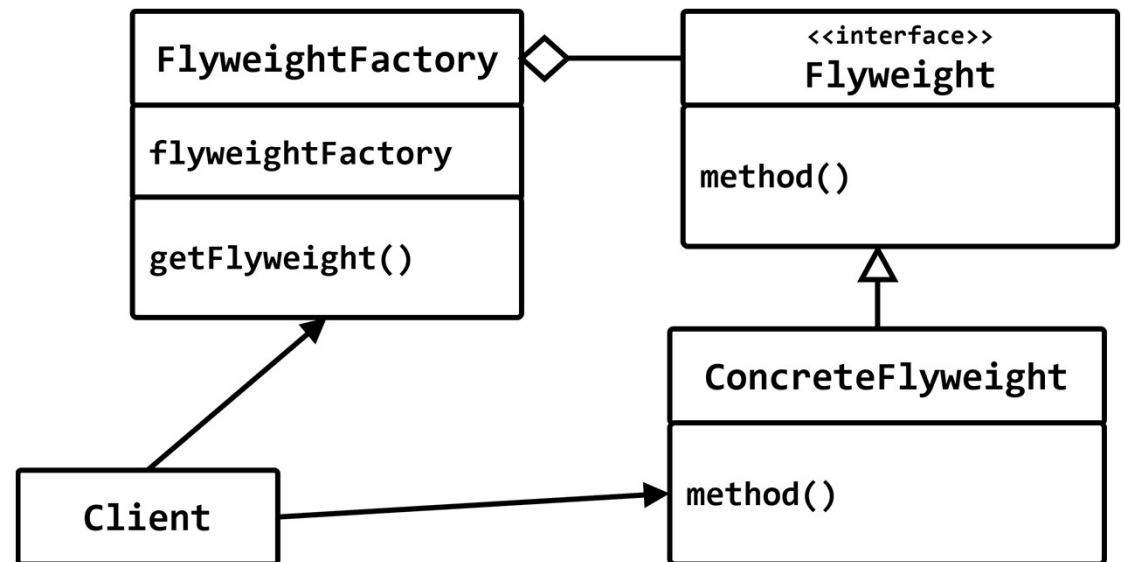 FlyweightFactory
flyweightFactory
getFlyweight()
<<interface>>
Flyweight
method()
ConcreteFlyweight
method()
Client